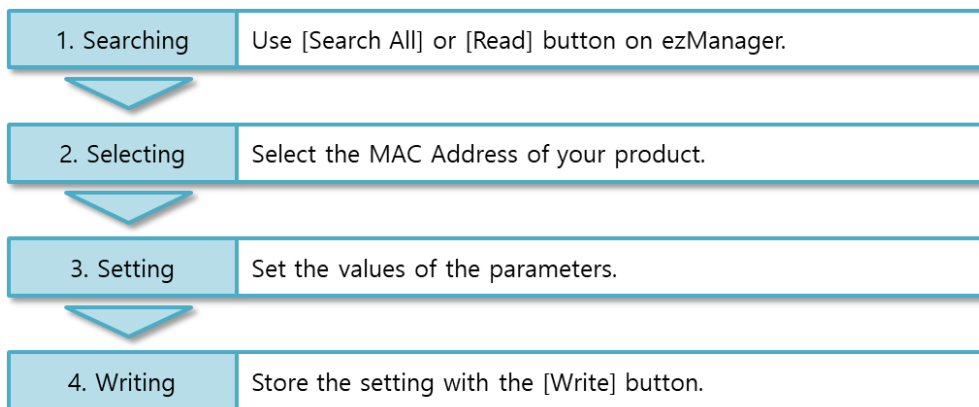 1. Searching Use [Search All] or [Read] button on ezManager.
2. Selecting Select the MAC Address of your product.
3. Setting Set the values of the parameters.
4. Writing Store the setting with the [Write] button.